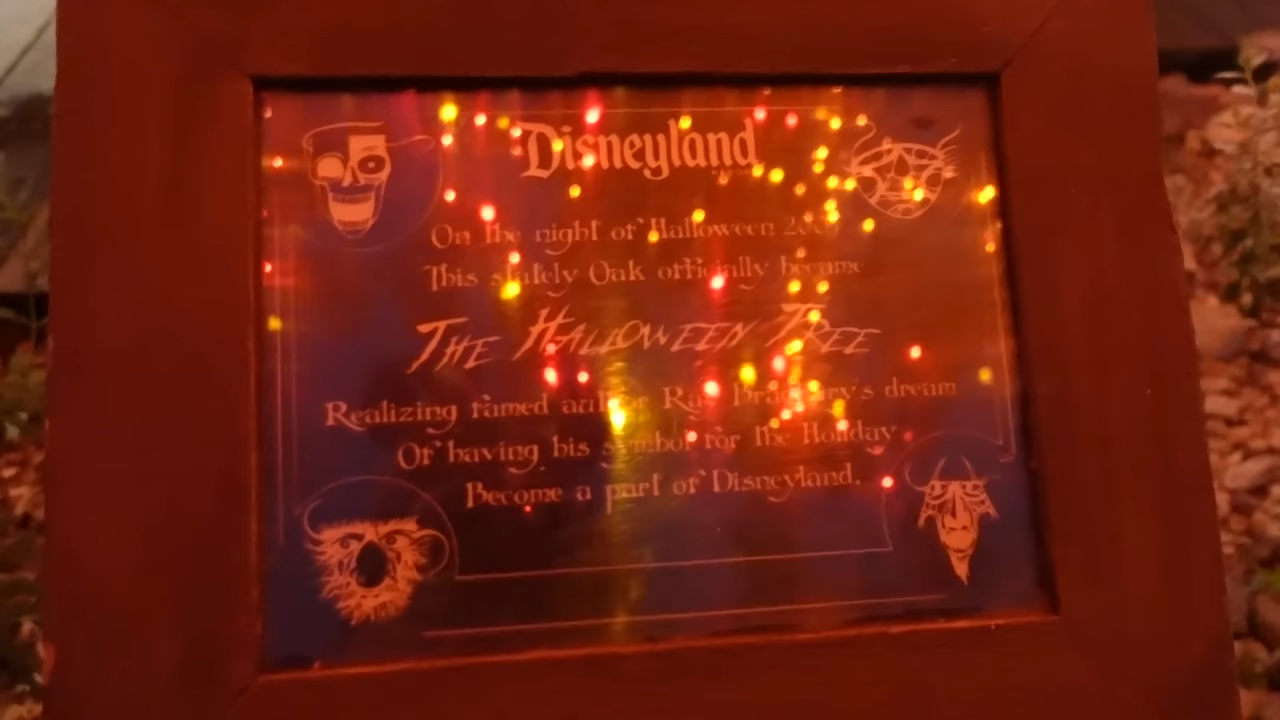 Disneyland
On the night of Halloween 2007
This stately Oak officially became
THE HALLOWEEN TREE
Realizing famed author Ray Bradbury's dream
Of having his symbol for the Holiday
Become a part of Disneyland.